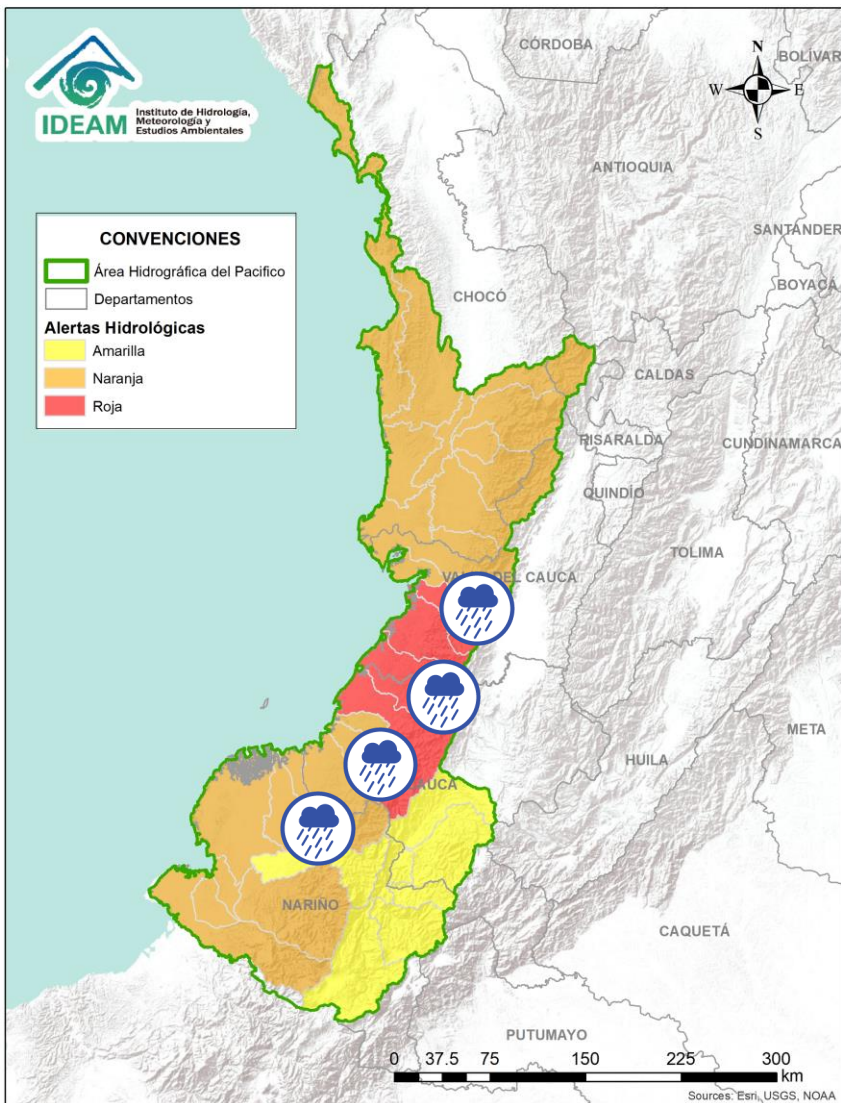 IDEAM
Instituto de Hidrología,
Meteorología y
Estudios Ambientales
CÓRDOBA
BOLÍVAR
N
W
E
S
ANTIOQUIA
SANTANDER
BOYACÁ
CONVENCIONES
Área Hidrográfica del Pacifico
Departamentos
Alertas Hidrológicas
Amarilla
Naranja
Roja
CHOCÓ
CALDAS
RISARALDA
CUNDINAMARCA
QUINDÍO
TOLIMA
DEL CAUCA
META
HUILA
AUCA
NARIÑO
CAQUETÁ
PUTUMAYO
0 37.5 75 150 225 300
km
Sources: Esri, USGS, NOAA